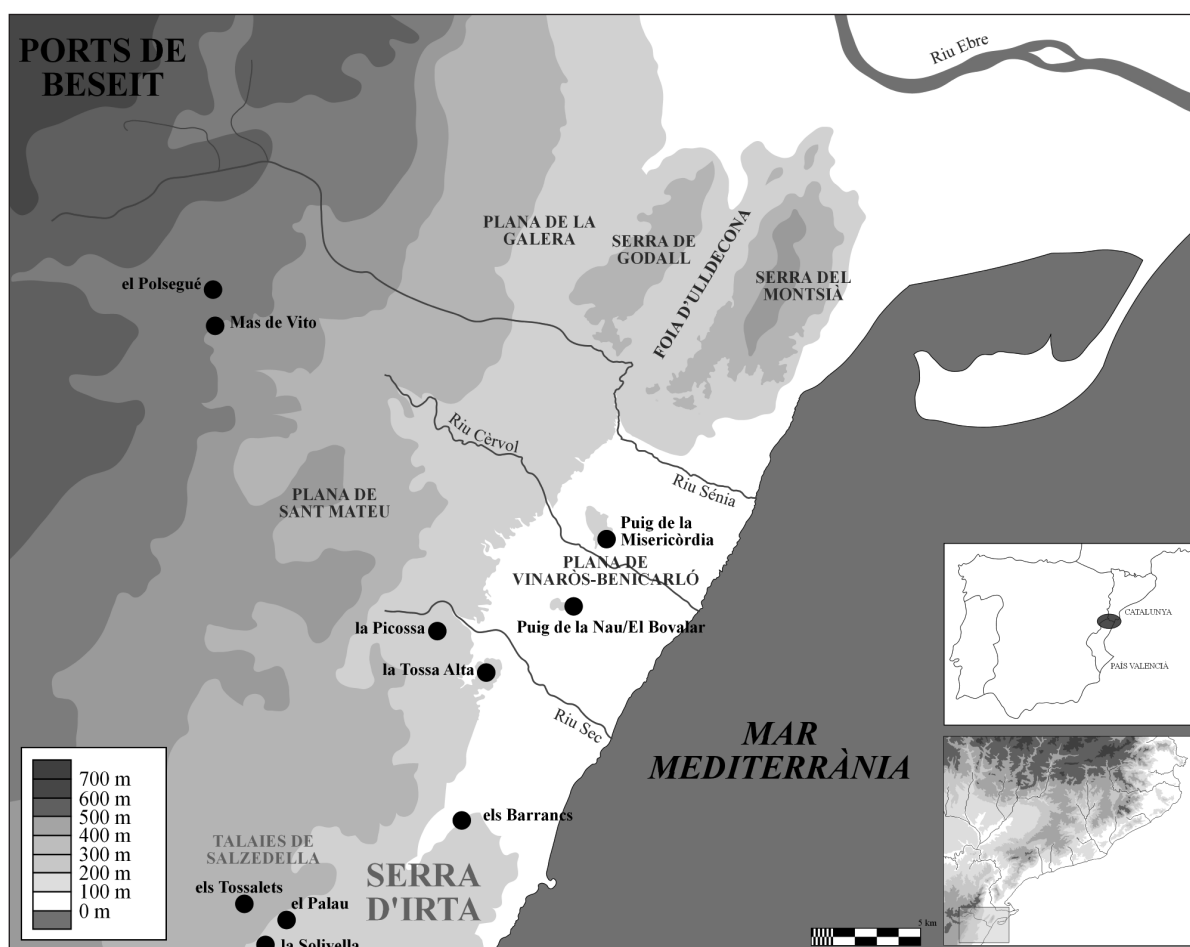 PORTS DE
BESEIT
Riu Ebre
PLANA DE LA
GALERA
SERRA DE
GODALL
FOIA D'ULLDECONA
SERRA DEL
MONTSIÀ
el Polsegué
Mas de Vito
Riu Cèrvol
PLANA DE
SANT MATEU
Riu Sénia
Puig de la
Misericòrdia
PLANA DE
VINARÒS-BENICARLÓ
Puig de la Nau/El Bovalar
la Picossa
la Tossa Alta
Riu Sec
MAR
MEDITERRÀNIA
CATALUNYA
PAÍS VALENCIÀ
700 m
600 m
500 m
400 m
300 m
200 m
100 m
0 m
els Barrancs
TALAIES DE
SALZEDELLA
SERRA
D'IRTA
els Tossalets
el Palau
la Solivella
5 km